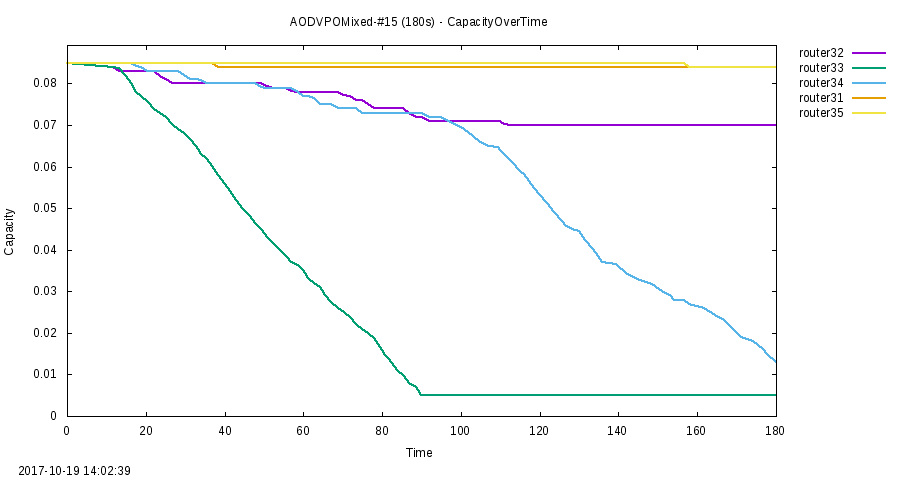 AODVPOMixed-#15 (180s) - CapacityOverTime
router32
router33
router34
router31
router35
0.08
0.07
0.06
0.05
0.04
0.03
0.02
0.01
0
Capacity
0 20 40 60 80 100 120 140 160 180
Time
2017-10-19 14:02:39